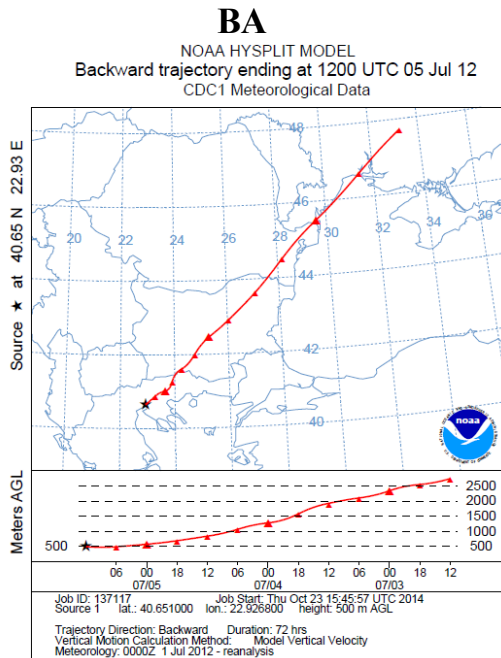 BA
NOAA HYSPLIT MODEL
Backward trajectory ending at 1200 UTC 05 Jul 12
CDC1 Meteorological Data
Source ★ at 40.65 N 22.93 E
48
46
20 22 24 26 28 30 32 34 36
44
42
40
noaa
Meters AGL
500
2500
2000
1500
1000
500
06 00 18 12 06 00 18 12 06 00 18 12
07/05 07/04 07/03
Job ID: 137117 Job Start: Thu Oct 23 15:45:57 UTC 2014
Source 1 lat.: 40.651000 lon.: 22.926800 height: 500 m AGL
Trajectory Direction: Backward Duration: 72 hrs
Vertical Motion Calculation Method: Model Vertical Velocity
Meteorology: 0000Z 1 Jul 2012 - reanalysis